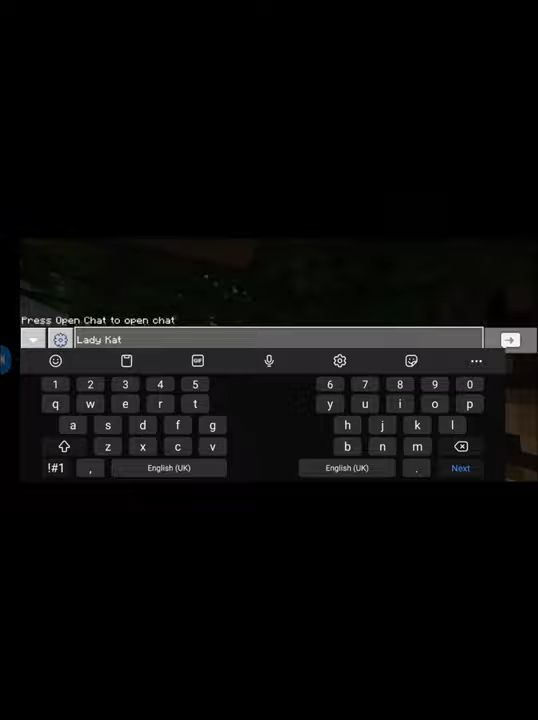 Press Open Chat to open chat
Lady Kat
GIF
1 2 3 4 5 6 7 8 9 0
q w e r t y u i o p
a s d f g h j k l
z x c v b n m
!#1 , English (UK) English (UK) . Next